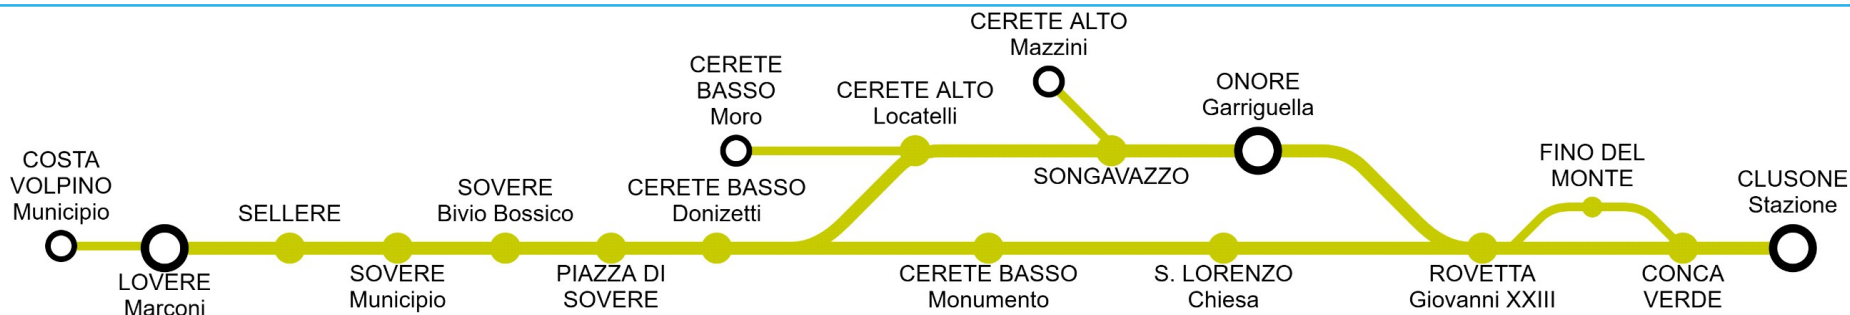 COSTA
VOLPINO
Municipio
LOVERE
Marconi
SELLERE
SOVERE
Municipio
SOVERE
Bivio Bossico
PIAZZA DI
SOVERE
CERETE BASSO
Donizetti
CERETE
BASSO
Moro
CERETE ALTO
Locatelli
CERETE ALTO
Mazzini
SONGAVAZZO
ONORE
Garriguella
CERETE BASSO
Monumento
S. LORENZO
Chiesa
ROVETTA
Giovanni XXIII
FINO DEL
MONTE
CONCA
VERDE
CLUSONE
Stazione